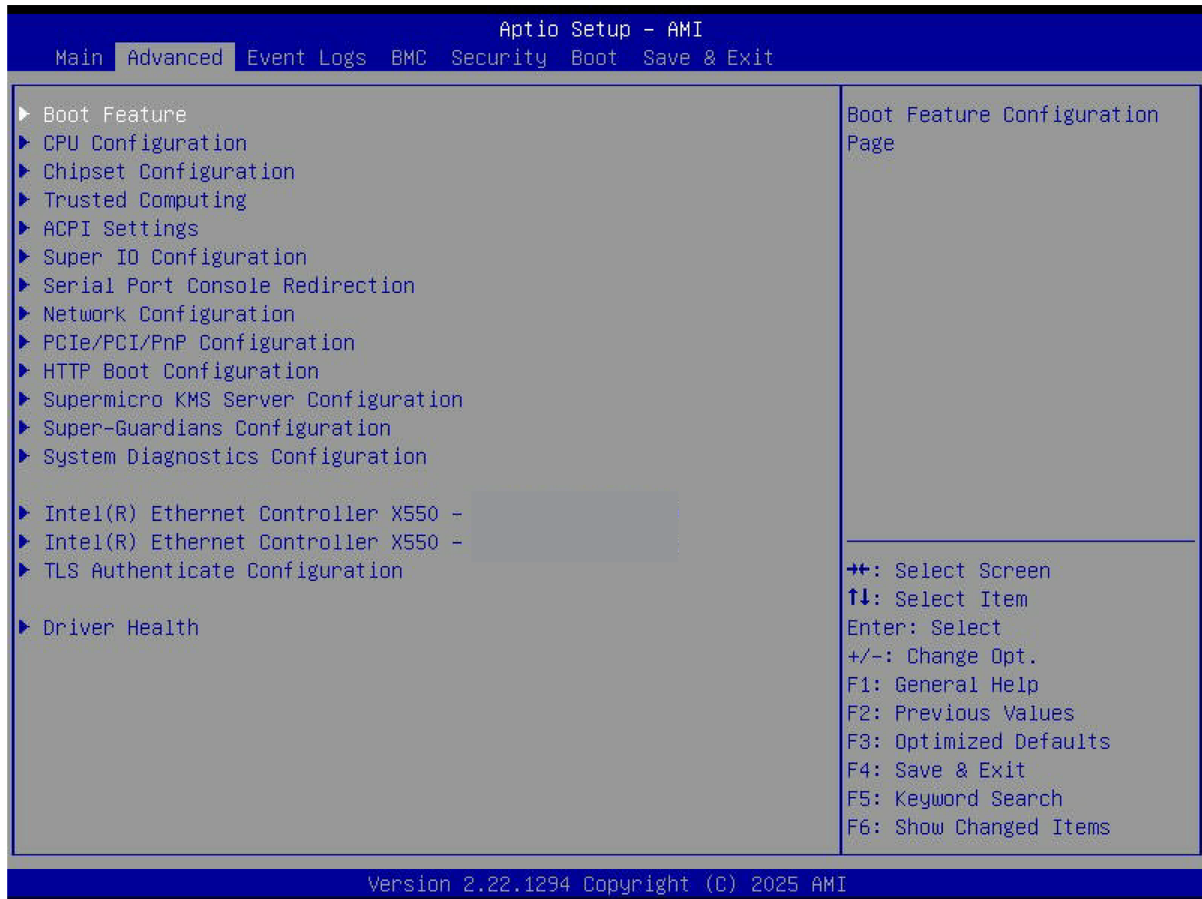 Aptio Setup – AMI
Main Advanced Event Logs BMC Security Boot Save & Exit
▶ Boot Feature
▶ CPU Configuration
▶ Chipset Configuration
▶ Trusted Computing
▶ ACPI Settings
▶ Super IO Configuration
▶ Serial Port Console Redirection
▶ Network Configuration
▶ PCIe/PCI/PnP Configuration
▶ HTTP Boot Configuration
▶ Supermicro KMS Server Configuration
▶ Super-Guardians Configuration
▶ System Diagnostics Configuration
▶ Intel(R) Ethernet Controller X550 –
▶ Intel(R) Ethernet Controller X550 –
▶ TLS Authenticate Configuration
▶ Driver Health
Boot Feature Configuration
Page
→←: Select Screen
↑↓: Select Item
Enter: Select
+/-: Change Opt.
F1: General Help
F2: Previous Values
F3: Optimized Defaults
F4: Save & Exit
F5: Keyword Search
F6: Show Changed Items
Version 2.22.1294 Copyright (C) 2025 AMI